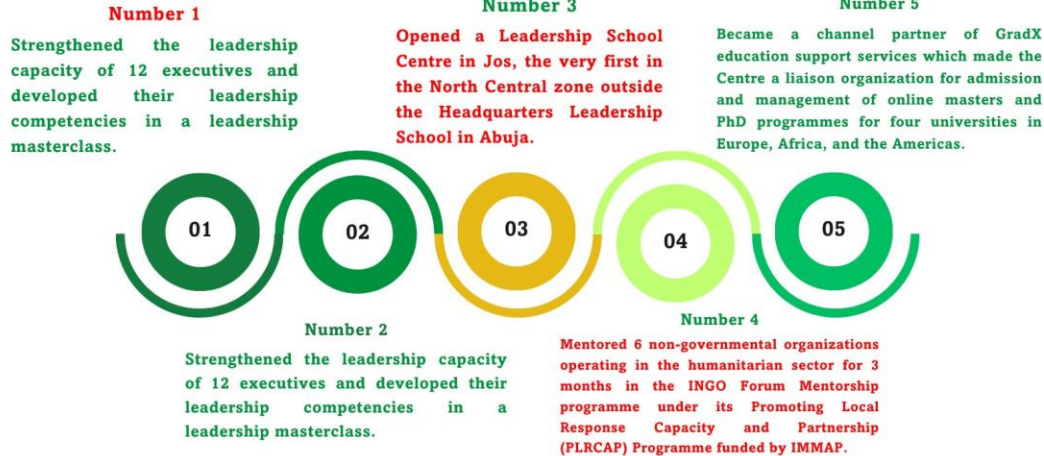 Number 1
Strengthened the leadership
capacity of 12 executives and
developed their leadership
competencies in a leadership
masterclass.
Number 3
Opened a Leadership School
Centre in Jos, the very first in
the North Central zone outside
the Headquarters Leadership
School in Abuja.
Number 5
Became a channel partner of GradX
education support services which made the
Centre a liaison organization for admission
and management of online masters and
PhD programmes for four universities in
Europe, Africa, and the Americas.
01
02
03
04
05
Number 2
Strengthened the leadership capacity
of 12 executives and developed their
leadership competencies in a
leadership masterclass.
Number 4
Mentored 6 non-governmental organizations
operating in the humanitarian sector for 3
months in the INGO Forum Mentorship
programme under its Promoting Local
Response Capacity and Partnership
(PLRCAP) Programme funded by IMMAP.